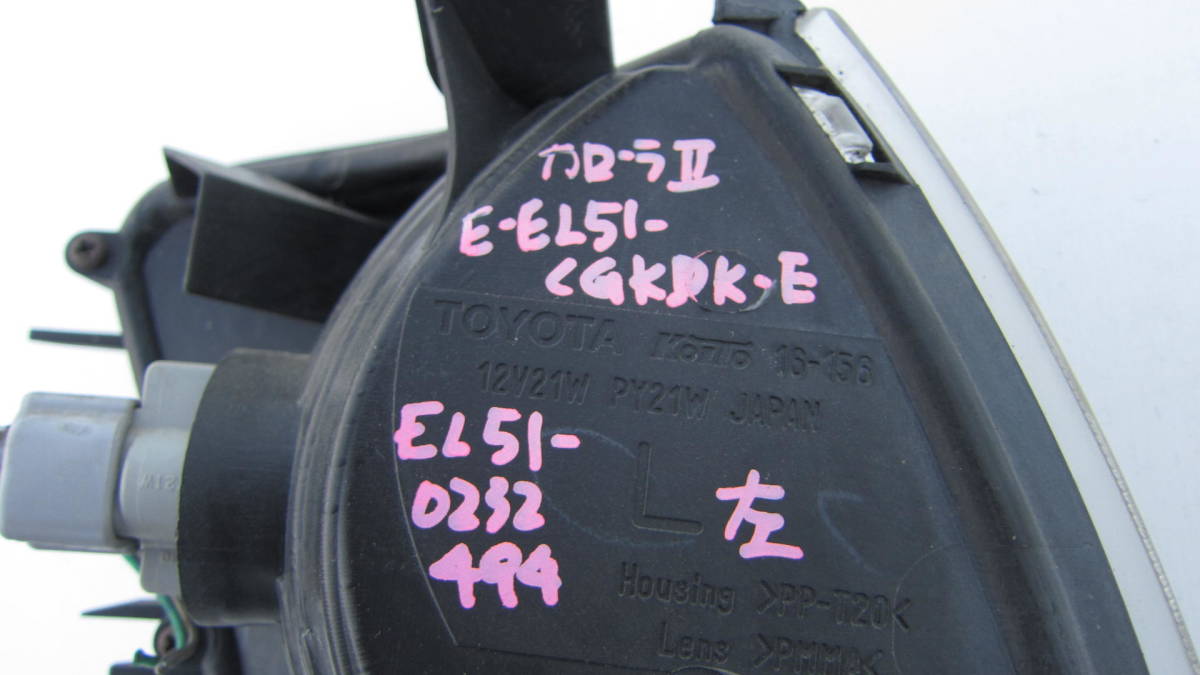 カローラⅡ
E-EL51-
CGKDK-E
TOYOTA KOITO 16-156
12V21W PY21W JAPAN
EL51-
0232
494
L
左
Housing >PP-T20<
Lens >PMMA<